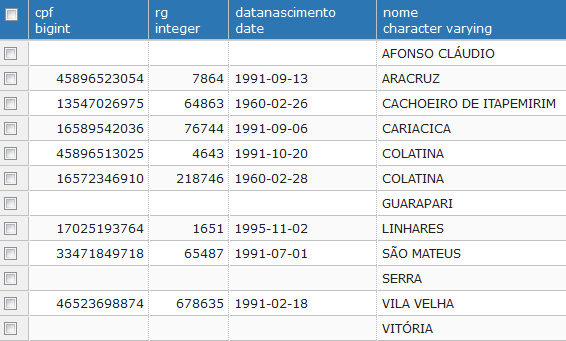 cpf rg datanascimento nome
bigint integer date character varying
AFONSO CLÁUDIO
45896523054 7864 1991-09-13 ARACRUZ
13547026975 64863 1960-02-26 CACHOEIRO DE ITAPEMIRIM
16589542036 76744 1991-09-06 CARIACICA
45896513025 4643 1991-10-20 COLATINA
16572346910 218746 1960-02-28 COLATINA
GUARAPARI
17025193764 1651 1995-11-02 LINHARES
33471849718 65487 1991-07-01 SÃO MATEUS
SERRA
46523698874 678635 1991-02-18 VILA VELHA
VITÓRIA